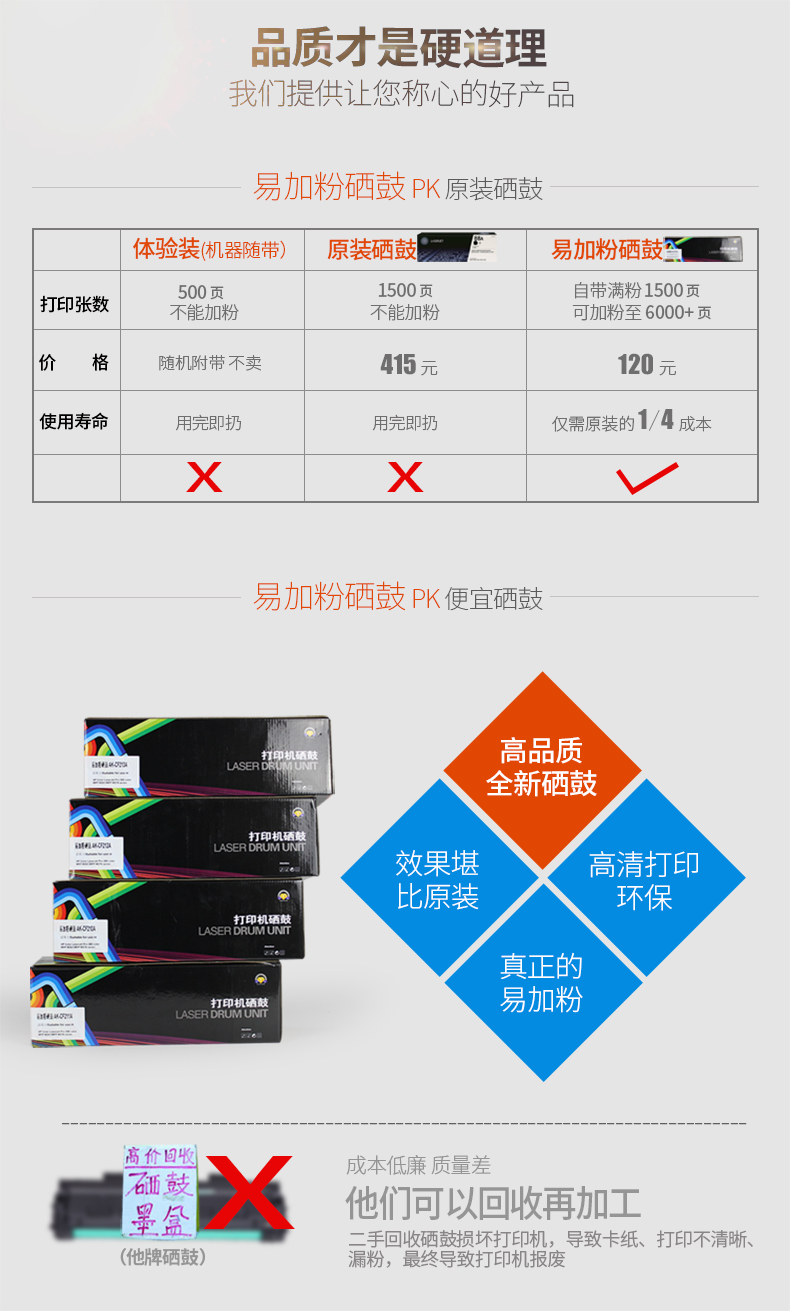 品质才是硬道理
我们提供让您称心的好产品
易加粉硒鼓 PK 原装硒鼓
体验装(机器随带) 原装硒鼓 易加粉硒鼓
打印张数
500 页
不能加粉
1500 页
不能加粉
自带满粉 1500 页
可加粉至 6000+ 页
价 格 随机附带 不卖 415 元 120 元
使用寿命 用完即扔 用完即扔 仅需原装的 1/4 成本
易加粉硒鼓 PK 便宜硒鼓
打印机硒鼓
LASER DRUM UNIT
打印机硒鼓
LASER DRUM UNIT
打印机硒鼓
LASER DRUM UNIT
打印机硒鼓
LASER DRUM UNIT
高品质
全新硒鼓
效果堪
比原装
高清打印
环保
真正的
易加粉
高价回收
硒鼓
墨盒
(他牌硒鼓)
成本低廉 质量差
他们可以回收再加工
二手回收硒鼓损坏打印机，导致卡纸、打印不清晰、
漏粉，最终导致打印机报废